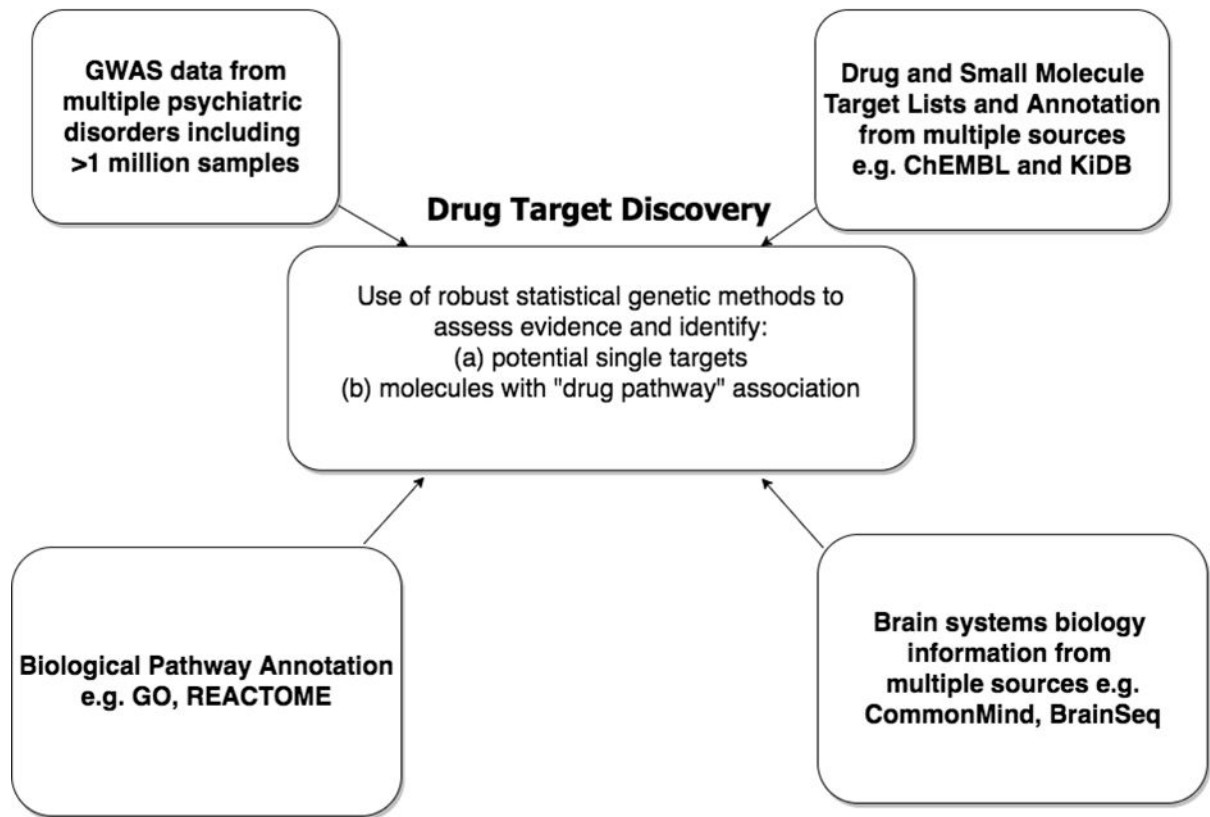 GWAS data from
multiple psychiatric
disorders including
>1 million samples
Drug and Small Molecule
Target Lists and Annotation
from multiple sources
e.g. ChEMBL and KiDB
Drug Target Discovery
Use of robust statistical genetic methods to
assess evidence and identify:
(a) potential single targets
(b) molecules with "drug pathway" association
Biological Pathway Annotation
e.g. GO, REACTOME
Brain systems biology
information from
multiple sources e.g.
CommonMind, BrainSeq